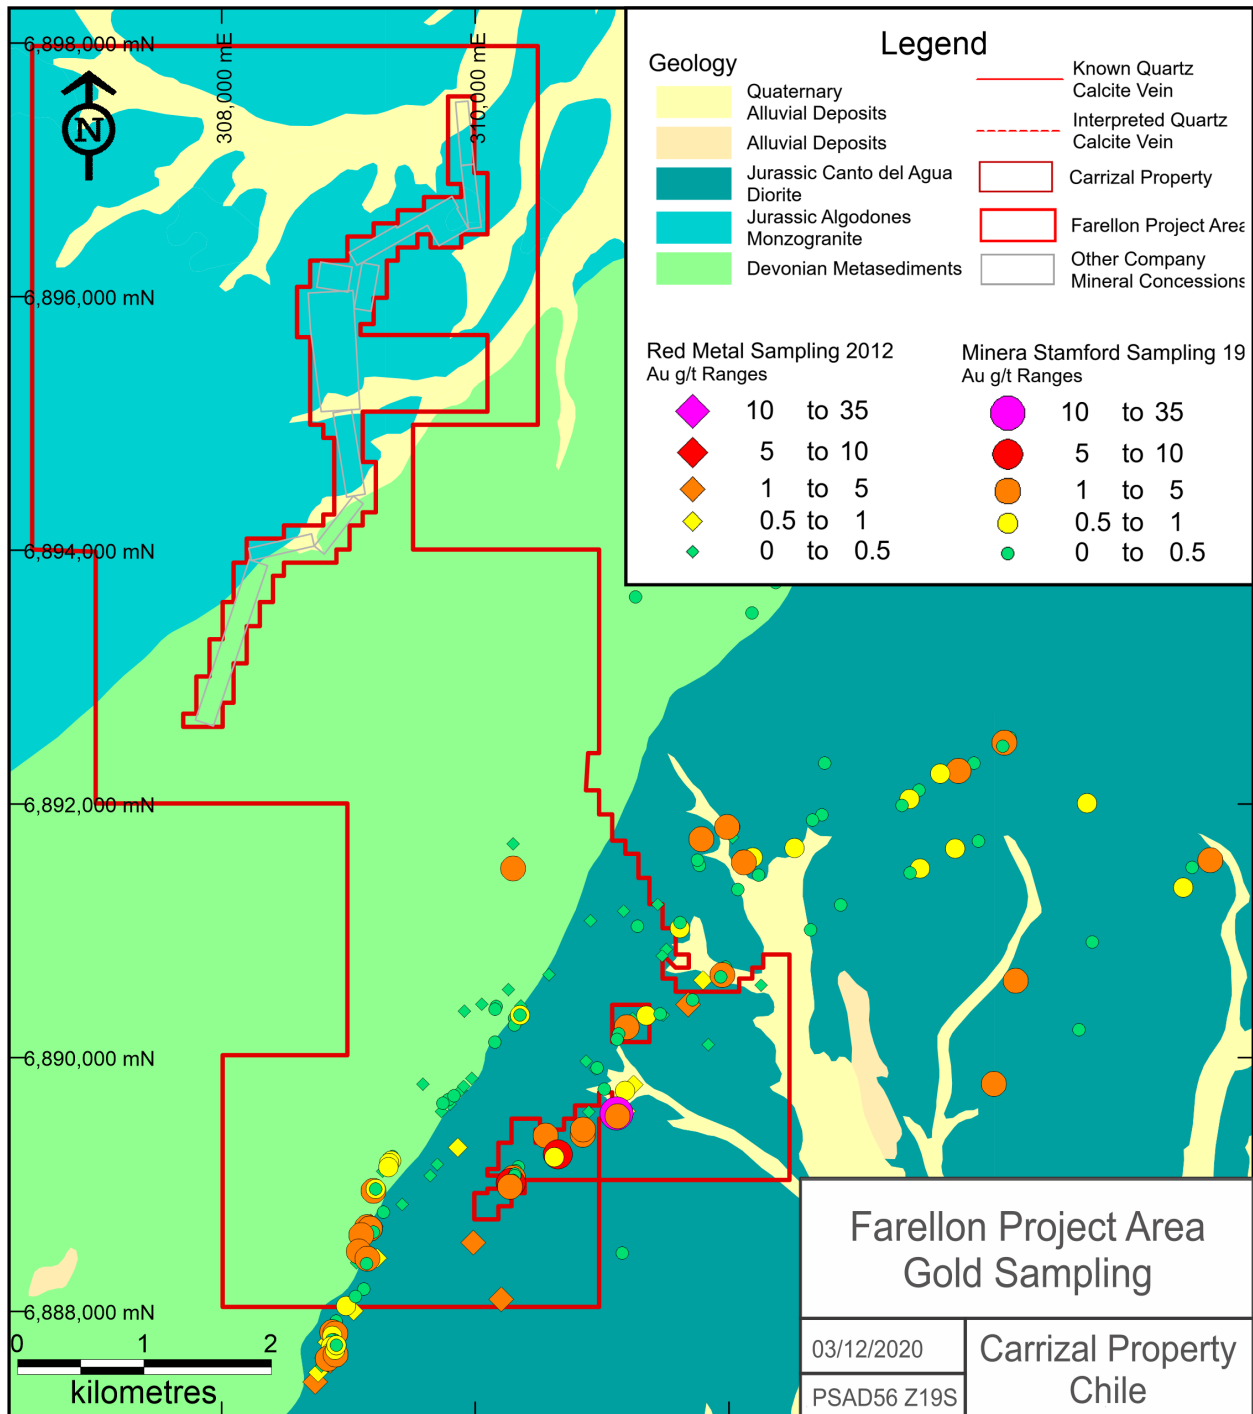 6,898,000 mN
308,000 mE
310,000 mE
N
6,896,000 mN
6,894,000 mN
6,892,000 mN
6,890,000 mN
6,888,000 mN
Legend
Geology
Quaternary
Alluvial Deposits
Alluvial Deposits
Jurassic Canto del Agua
Diorite
Jurassic Algodones
Monzogranite
Devonian Metasediments
Known Quartz
Calcite Vein
Interpreted Quartz
Calcite Vein
Carrizal Property
Farellon Project Area
Other Company
Mineral Concessions
Red Metal Sampling 2012
Au g/t Ranges
10 to 35
5 to 10
1 to 5
0.5 to 1
0 to 0.5
Minera Stamford Sampling 19
Au g/t Ranges
10 to 35
5 to 10
1 to 5
0.5 to 1
0 to 0.5
0 1 2
kilometres
Farellon Project Area
Gold Sampling
03/12/2020
PSAD56 Z19S
Carrizal Property
Chile